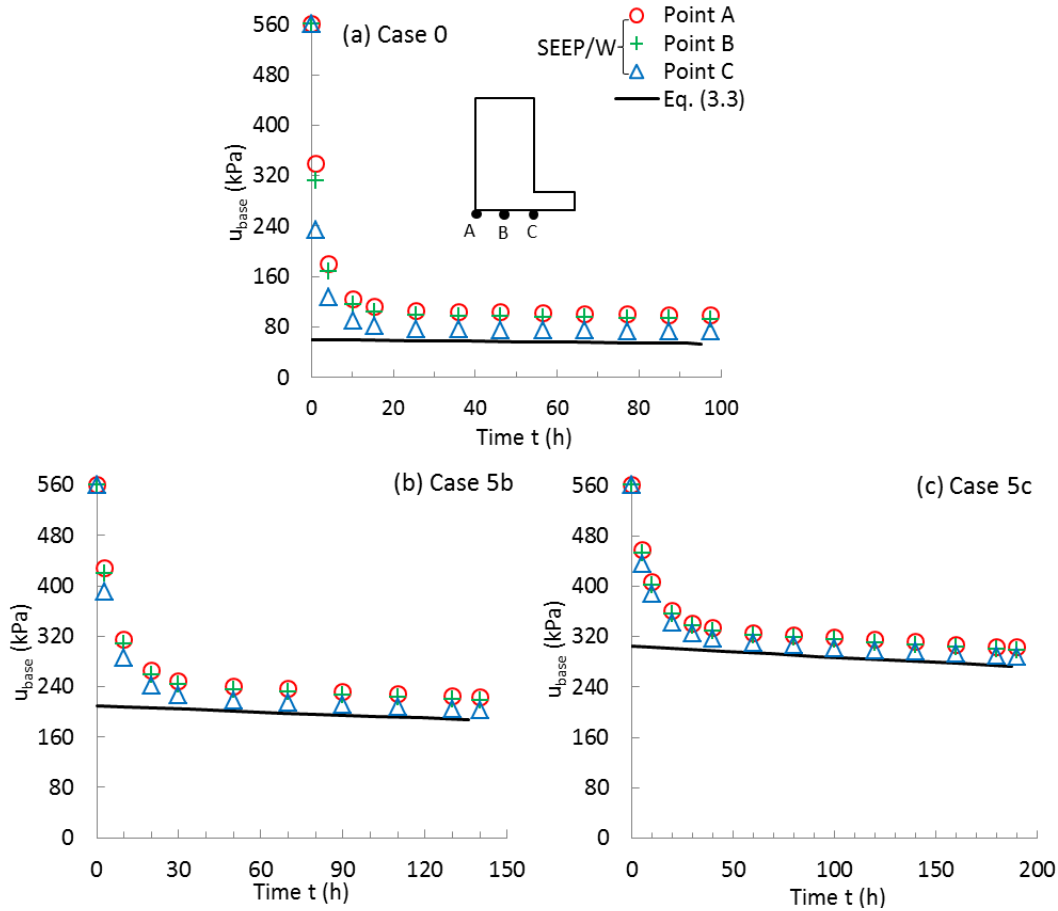 (a) Case 0
SEEP/W
Point A
Point B
Point C
Eq. (3.3)
u_base (kPa)
560
480
400
320
240
160
80
0
A
B
C
0 20 40 60 80 100
Time t (h)
(b) Case 5b
u_base (kPa)
560
480
400
320
240
160
80
0
0 30 60 90 120 150
Time t (h)
(c) Case 5c
u_base (kPa)
560
480
400
320
240
160
80
0
0 50 100 150 200
Time t (h)